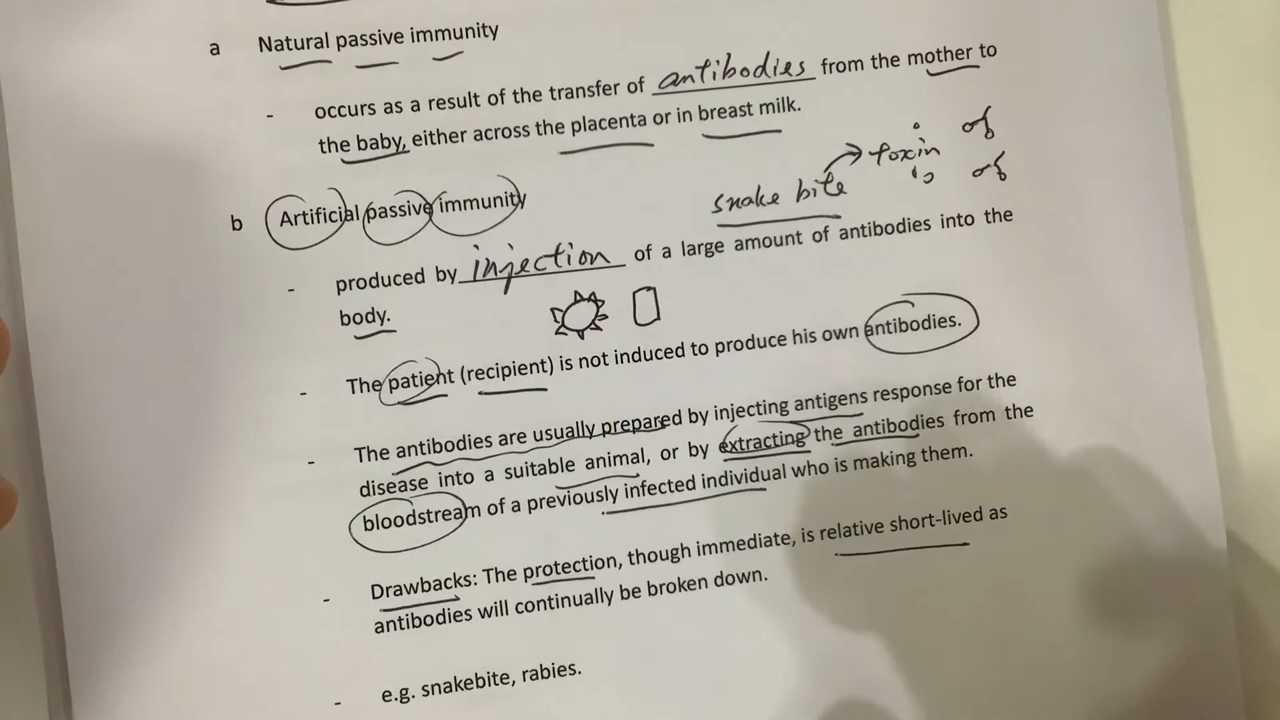 a Natural passive immunity
- occurs as a result of the transfer of antibodies from the mother to
the baby, either across the placenta or in breast milk.
snake bite → toxin
b Artificial passive immunity
- produced by injection of a large amount of antibodies into the
body.
- The patient (recipient) is not induced to produce his own antibodies.
- The antibodies are usually prepared by injecting antigens response for the
disease into a suitable animal, or by extracting the antibodies from the
bloodstream of a previously infected individual who is making them.
- Drawbacks: The protection, though immediate, is relative short-lived as
antibodies will continually be broken down.
- e.g. snakebite, rabies.